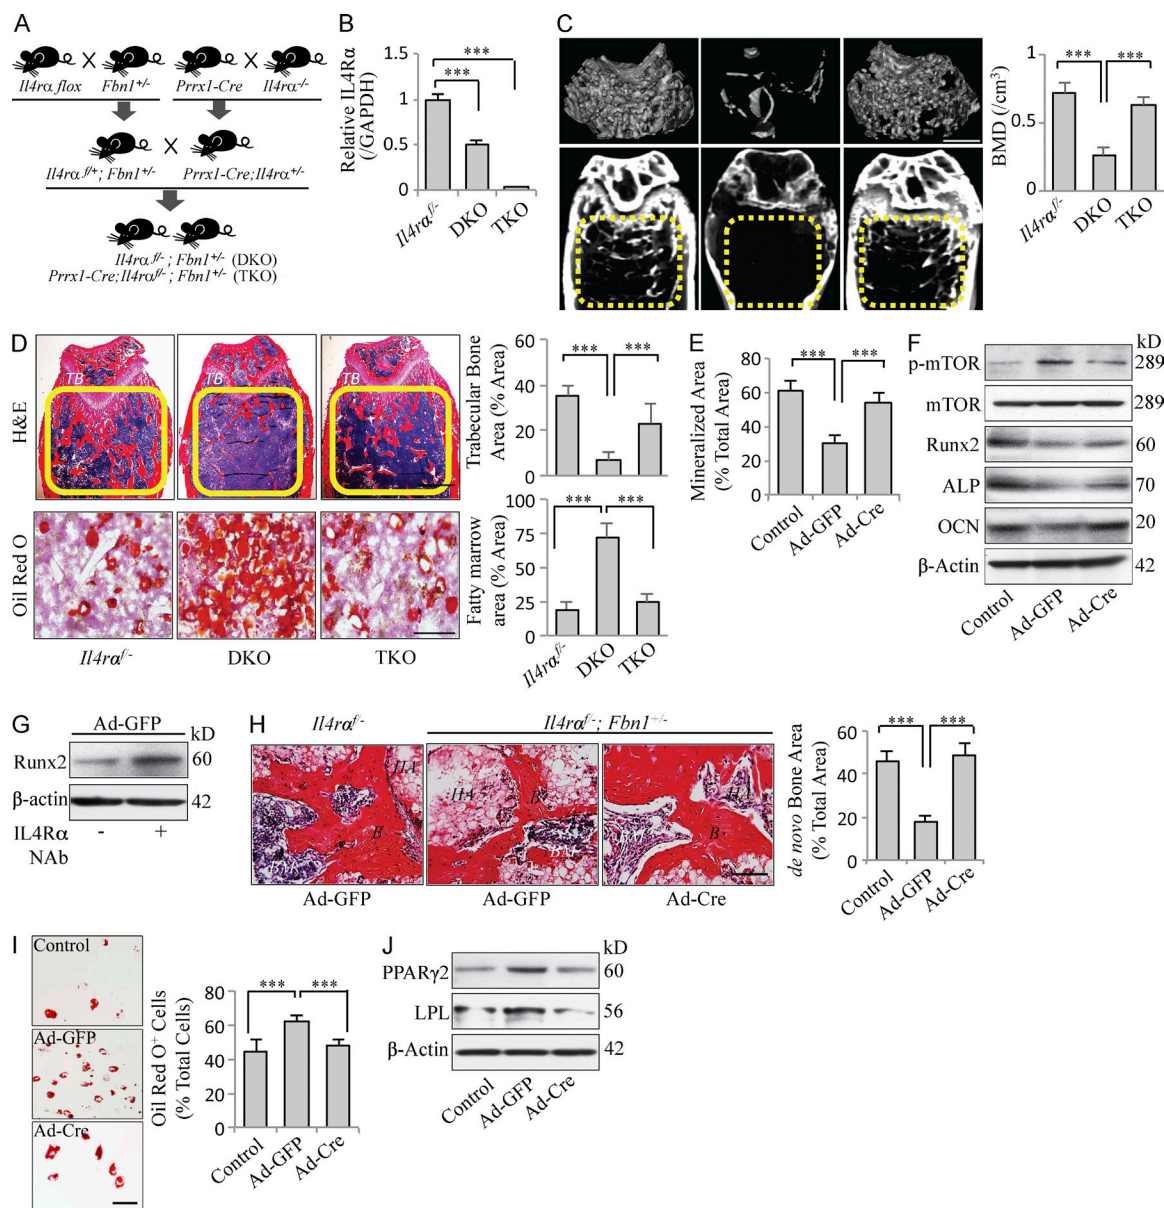 A
Il4rα flox X Fbn1+/- Prrx1-Cre X Il4rα-/-
X
Il4rα f/+; Fbn1+/- Prrx1-Cre;Il4rα+/-
Il4rα f/-; Fbn1+/- (DKO)
Prrx1-Cre;Il4rα f/-; Fbn1+/- (TKO)
B
Relative IL4Rα
(/GAPDH)
1.5
1
0.5
0
***
***
Il4rα f/-
DKO
TKO
C
BMD (/cm3)
1
0.5
0
*** ***
Il4rα f/-
DKO
TKO
D
H&E
TB TB TB
Oil Red O
Il4rα f/- DKO TKO
Trabecular Bone
Area (% Area)
60
40
20
0
*** ***
Fatty marrow
area (% Area)
100
75
50
25
0
*** ***
Il4rα f/-
DKO
TKO
E
Mineralized Area
(% Total Area)
80
60
40
20
0
*** ***
Control
Ad-GFP
Ad-Cre
F
kD
p-mTOR 289
mTOR 289
Runx2 60
ALP 70
OCN 20
β-Actin 42
Control
Ad-GFP
Ad-Cre
G
Ad-GFP
kD
Runx2 60
β-actin 42
IL4Rα - +
NAb
H
Il4rα f/- Il4rα f/-; Fbn1+/-
HA HA HA
B B B
BM BM BM
Ad-GFP Ad-GFP Ad-Cre
de novo Bone Area
(% Total Area)
60
40
20
0
*** ***
Control
Ad-GFP
Ad-Cre
I
Control
Ad-GFP
Ad-Cre
Oil Red O+ Cells
(% Total Cells)
80
60
40
20
0
*** ***
Control
Ad-GFP
Ad-Cre
J
kD
PPARγ2 60
LPL 56
β-Actin 42
Control
Ad-GFP
Ad-Cre